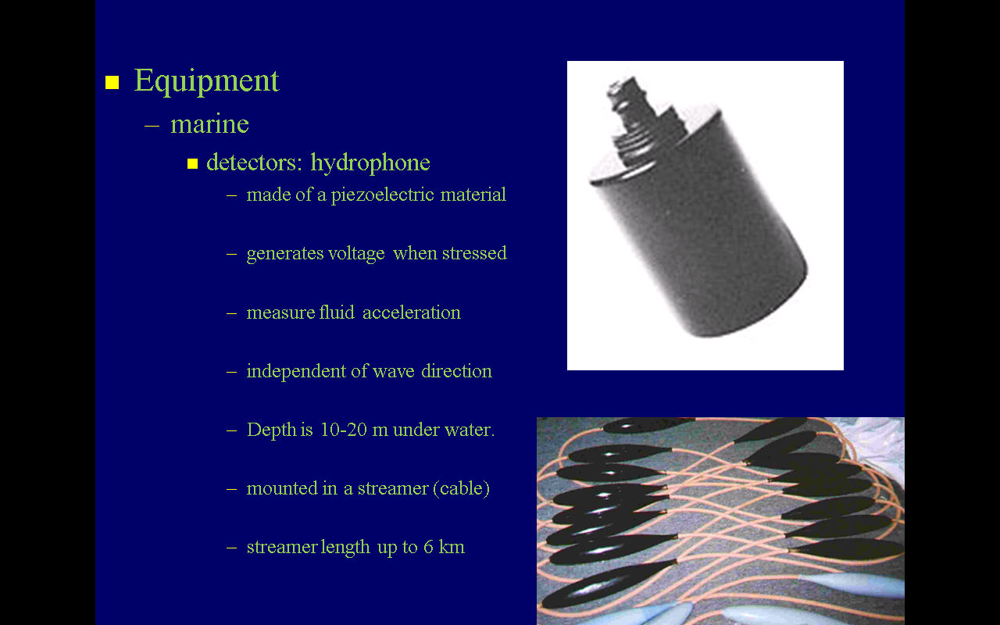 Equipment
– marine
detectors: hydrophone
– made of a piezoelectric material
– generates voltage when stressed
– measure fluid acceleration
– independent of wave direction
– Depth is 10-20 m under water.
– mounted in a streamer (cable)
– streamer length up to 6 km